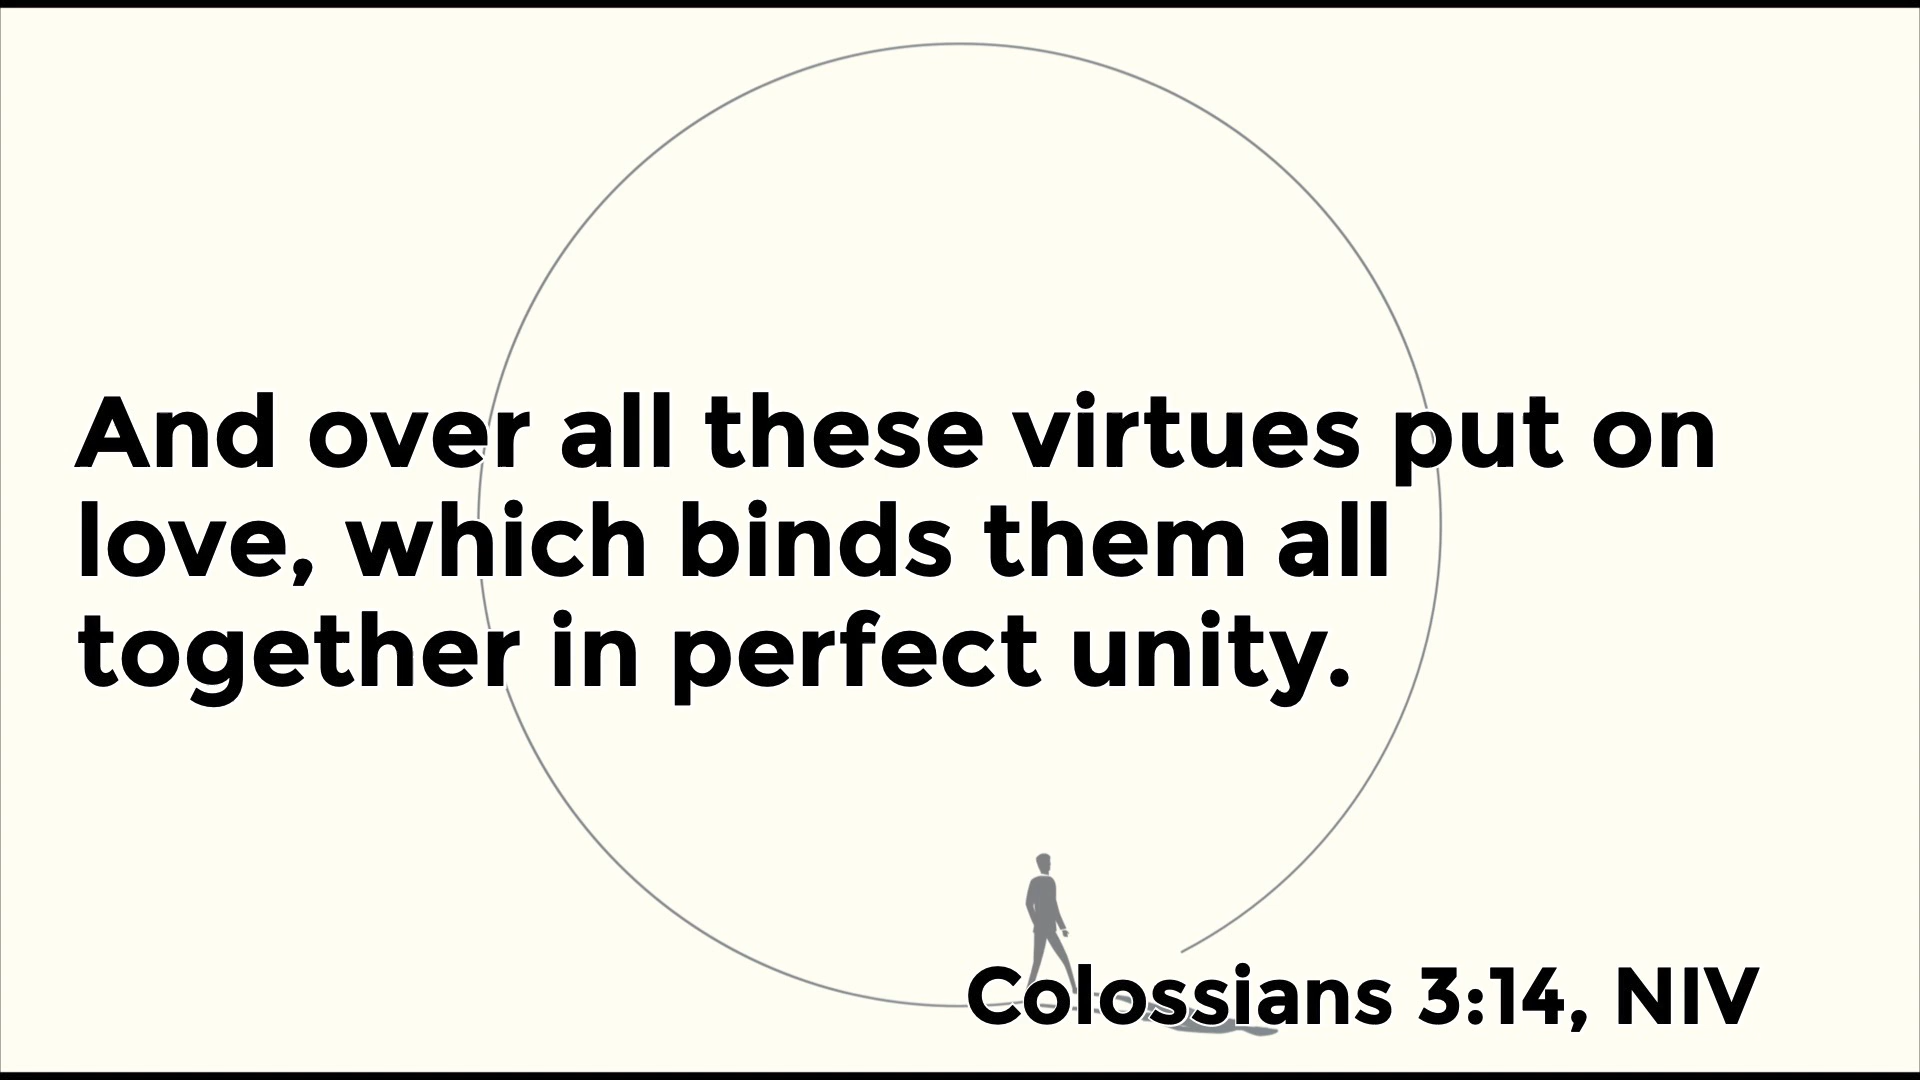 And over all these virtues put on
love, which binds them all
together in perfect unity.
Colossians 3:14, NIV